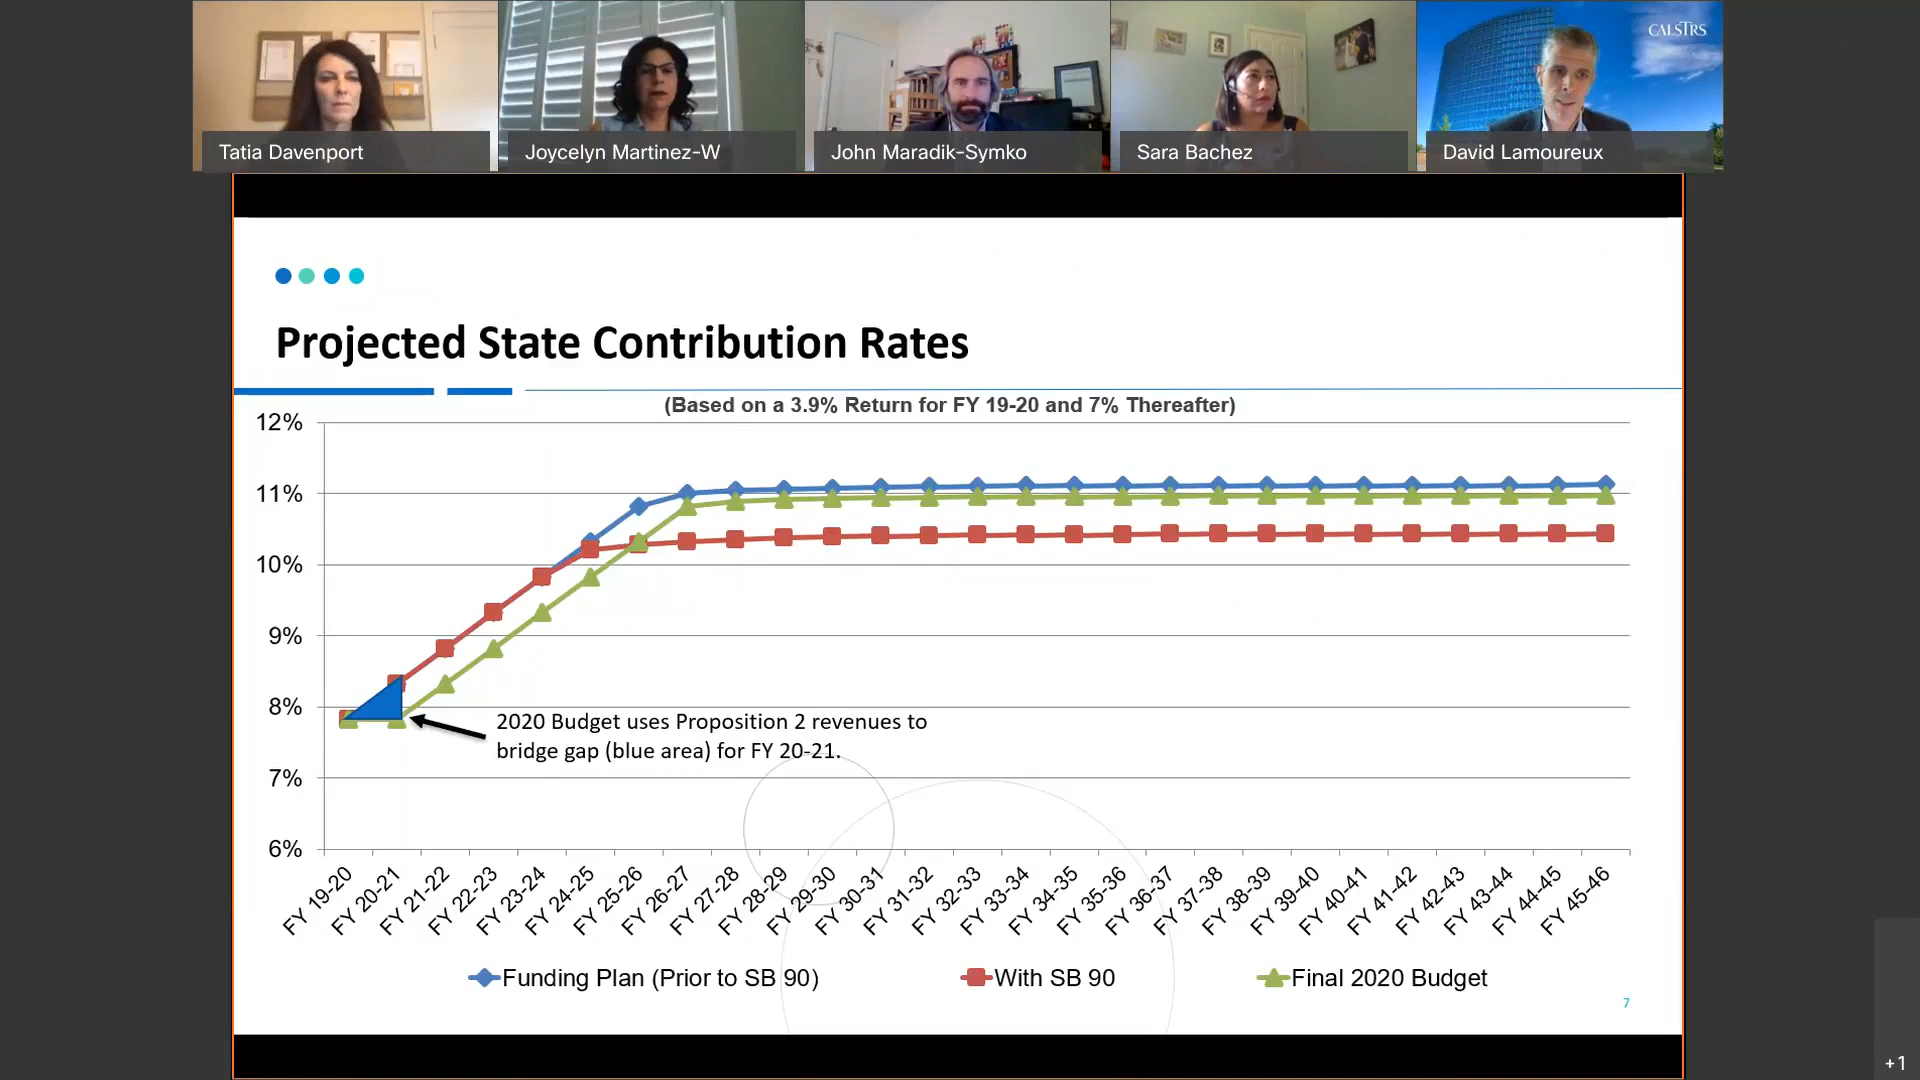 CALSTRS
Tatia Davenport
Joycelyn Martinez-W
John Maradik-Symko
Sara Bachez
David Lamoureux
Projected State Contribution Rates
(Based on a 3.9% Return for FY 19-20 and 7% Thereafter)
12%
11%
10%
9%
8%
7%
6%
2020 Budget uses Proposition 2 revenues to
bridge gap (blue area) for FY 20-21.
FY 19-20
FY 20-21
FY 21-22
FY 22-23
FY 23-24
FY 24-25
FY 25-26
FY 26-27
FY 27-28
FY 28-29
FY 29-30
FY 30-31
FY 31-32
FY 32-33
FY 33-34
FY 34-35
FY 35-36
FY 36-37
FY 37-38
FY 38-39
FY 39-40
FY 40-41
FY 41-42
FY 42-43
FY 43-44
FY 44-45
FY 45-46
Funding Plan (Prior to SB 90)
With SB 90
Final 2020 Budget
7
+1